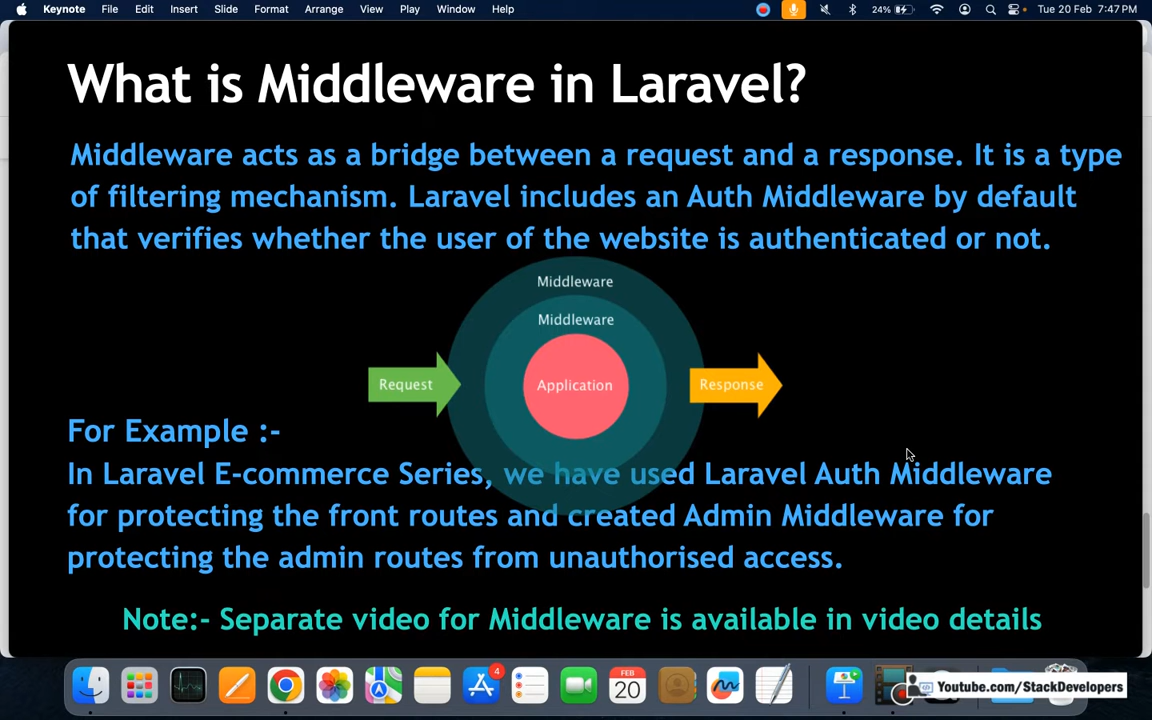 Keynote File Edit Insert Slide Format Arrange View Play Window Help 24% Tue 20 Feb 7:47 PM
What is Middleware in Laravel?
Middleware acts as a bridge between a request and a response. It is a type
of filtering mechanism. Laravel includes an Auth Middleware by default
that verifies whether the user of the website is authenticated or not.
Middleware
Middleware
Request
Application
Response
For Example :-
In Laravel E-commerce Series, we have used Laravel Auth Middleware
for protecting the front routes and created Admin Middleware for
protecting the admin routes from unauthorised access.
Note:- Separate video for Middleware is available in video details
4
FEB
20
Youtube.com/StackDevelopers